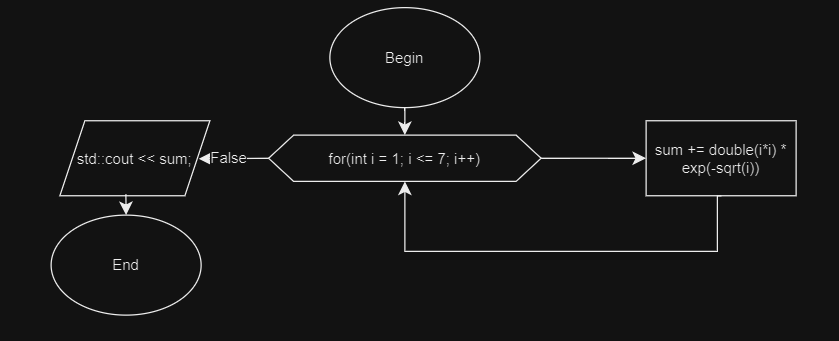 Begin
std::cout << sum;
False
for(int i = 1; i <= 7; i++)
sum += double(i*i) *
exp(-sqrt(i))
End